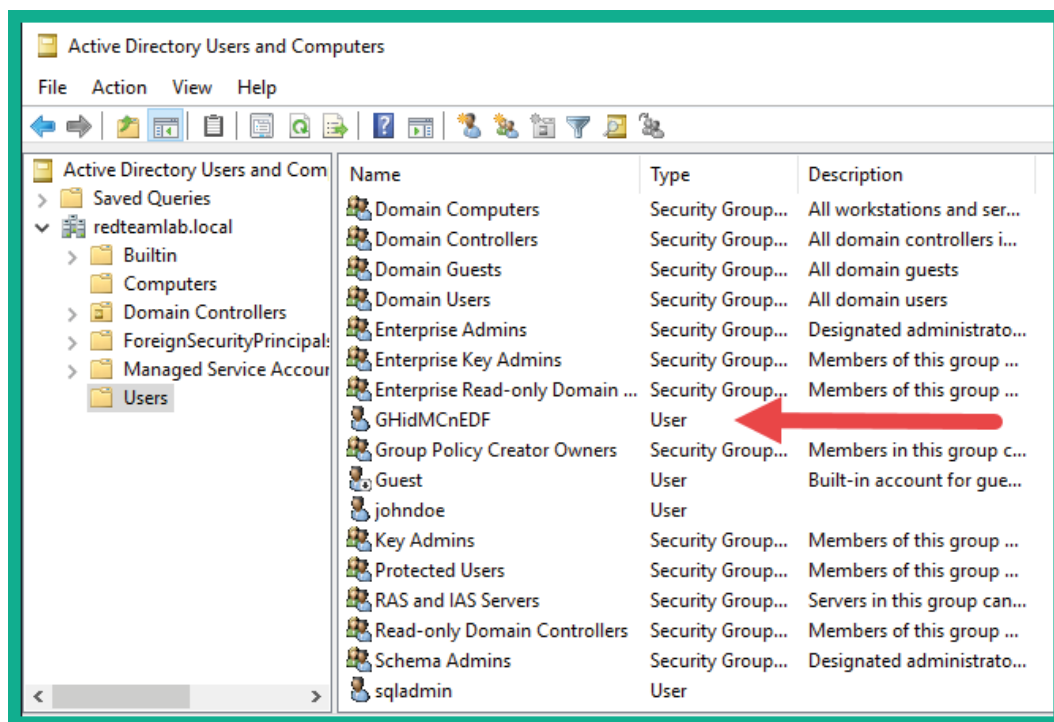 Active Directory Users and Computers
File Action View Help
Active Directory Users and Com
Saved Queries
redteamlab.local
Builtin
Computers
Domain Controllers
ForeignSecurityPrincipals
Managed Service Accour
Users
Name Type Description
Domain Computers Security Group... All workstations and ser...
Domain Controllers Security Group... All domain controllers i...
Domain Guests Security Group... All domain guests
Domain Users Security Group... All domain users
Enterprise Admins Security Group... Designated administrato...
Enterprise Key Admins Security Group... Members of this group ...
Enterprise Read-only Domain ... Security Group... Members of this group ...
GHidMCnEDF User
Group Policy Creator Owners Security Group... Members in this group c...
Guest User Built-in account for gue...
johndoe User
Key Admins Security Group... Members of this group ...
Protected Users Security Group... Members of this group ...
RAS and IAS Servers Security Group... Servers in this group can...
Read-only Domain Controllers Security Group... Members of this group ...
Schema Admins Security Group... Designated administrato...
sqladmin User